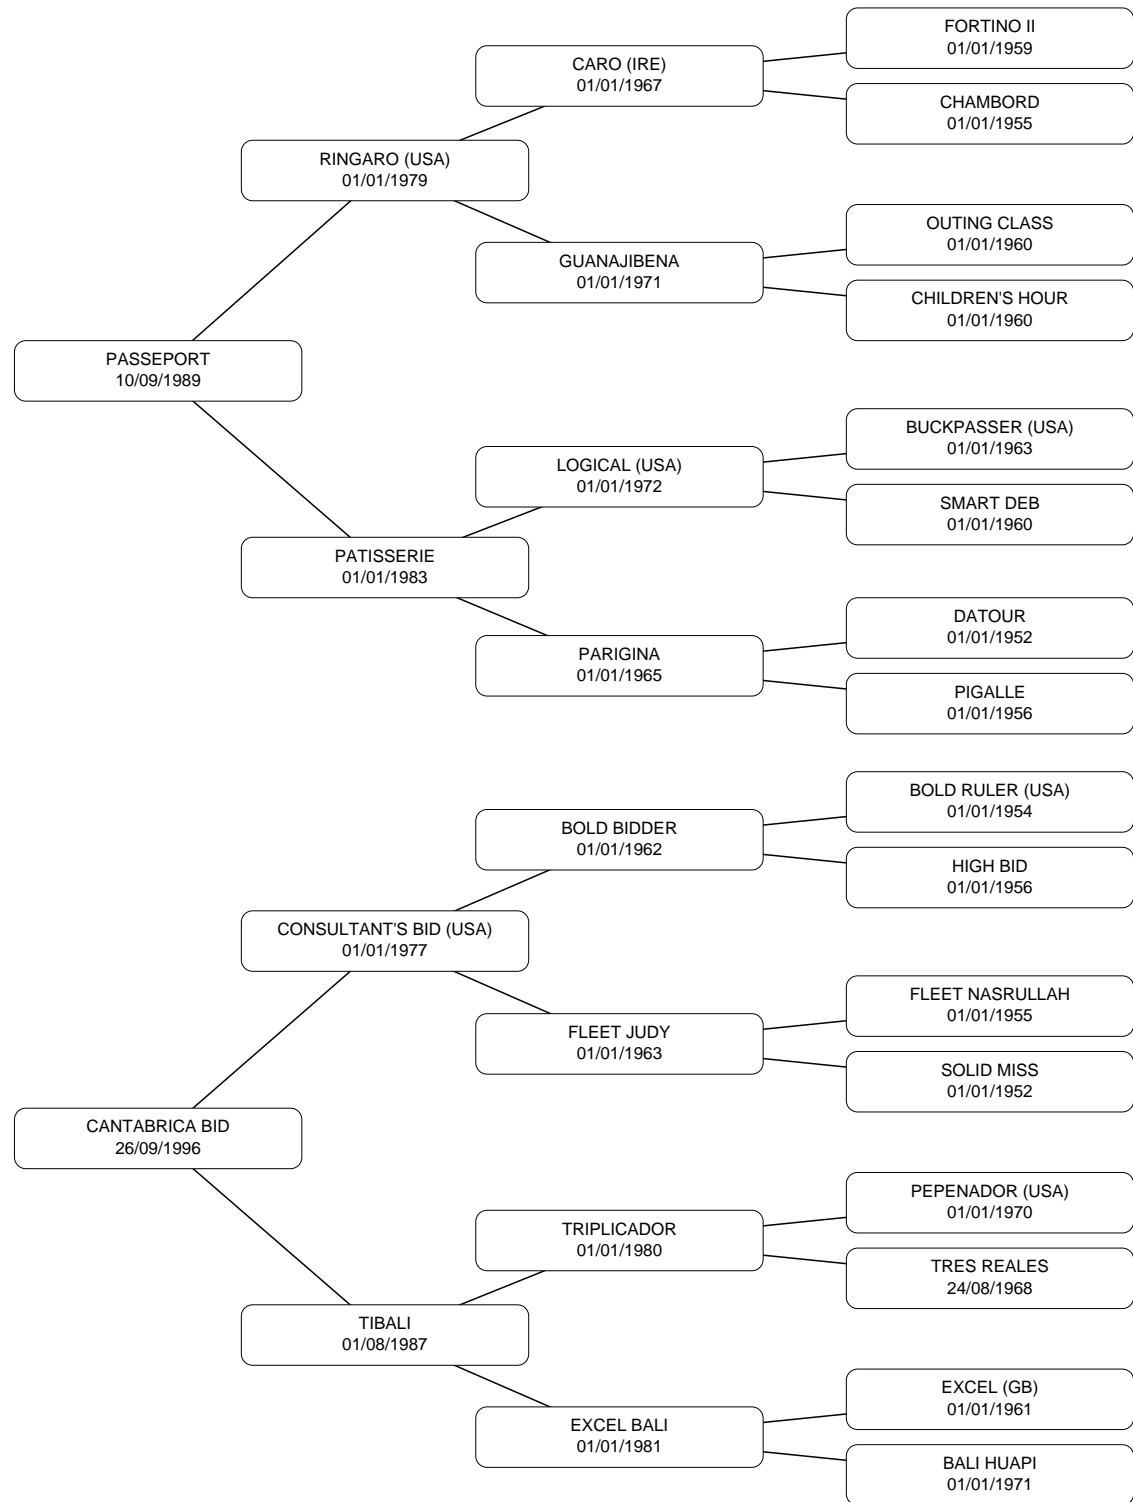 FORTINO II
01/01/1959
CARO (IRE)
01/01/1967
CHAMBORD
01/01/1955
RINGARO (USA)
01/01/1979
OUTING CLASS
01/01/1960
GUANAJIBENA
01/01/1971
CHILDREN'S HOUR
01/01/1960
PASSEPORT
10/09/1989
BUCKPASSER (USA)
01/01/1963
LOGICAL (USA)
01/01/1972
SMART DEB
01/01/1960
PATISSERIE
01/01/1983
DATOUR
01/01/1952
PARIGINA
01/01/1965
PIGALLE
01/01/1956
BOLD RULER (USA)
01/01/1954
BOLD BIDDER
01/01/1962
HIGH BID
01/01/1956
CONSULTANT'S BID (USA)
01/01/1977
FLEET NASRULLAH
01/01/1955
FLEET JUDY
01/01/1963
SOLID MISS
01/01/1952
CANTABRICA BID
26/09/1996
PEPENADOR (USA)
01/01/1970
TRIPLICADOR
01/01/1980
TRES REALES
24/08/1968
TIBALI
01/08/1987
EXCEL (GB)
01/01/1961
EXCEL BALI
01/01/1981
BALI HUAPI
01/01/1971